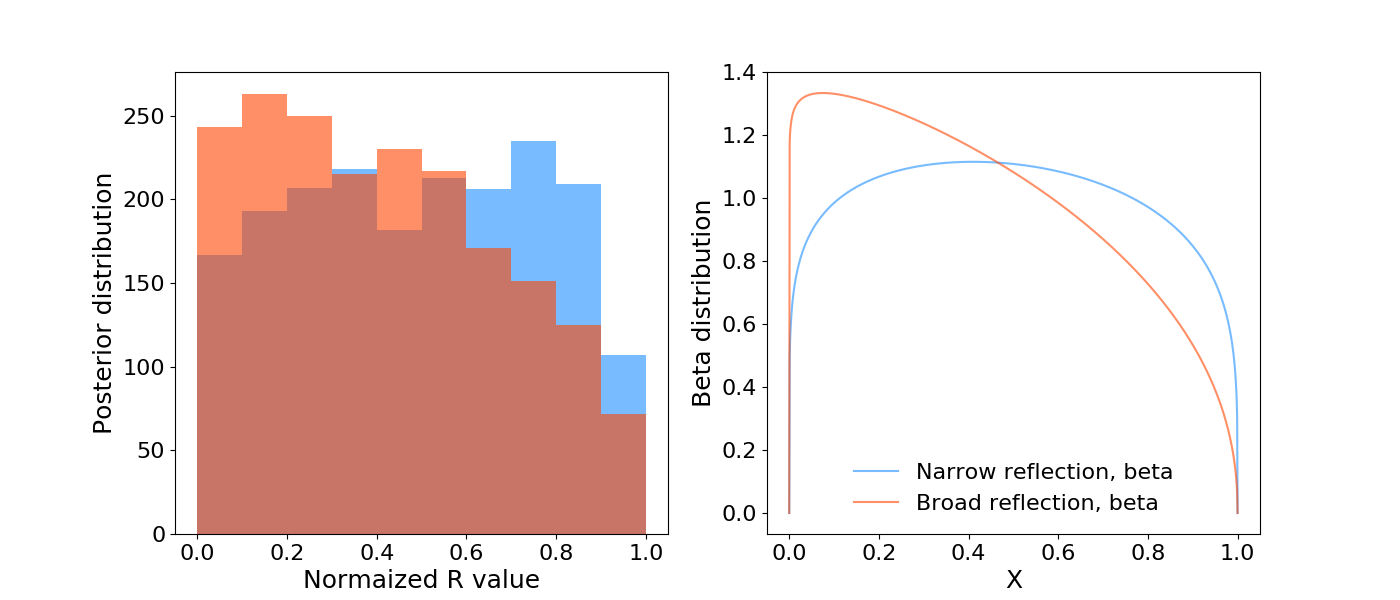 Posterior distribution
250
200
150
100
50
0
0.0 0.2 0.4 0.6 0.8 1.0
Normaized R value
Beta distribution
1.4
1.2
1.0
0.8
0.6
0.4
0.2
0.0
Narrow reflection, beta
Broad reflection, beta
0.0 0.2 0.4 0.6 0.8 1.0
X